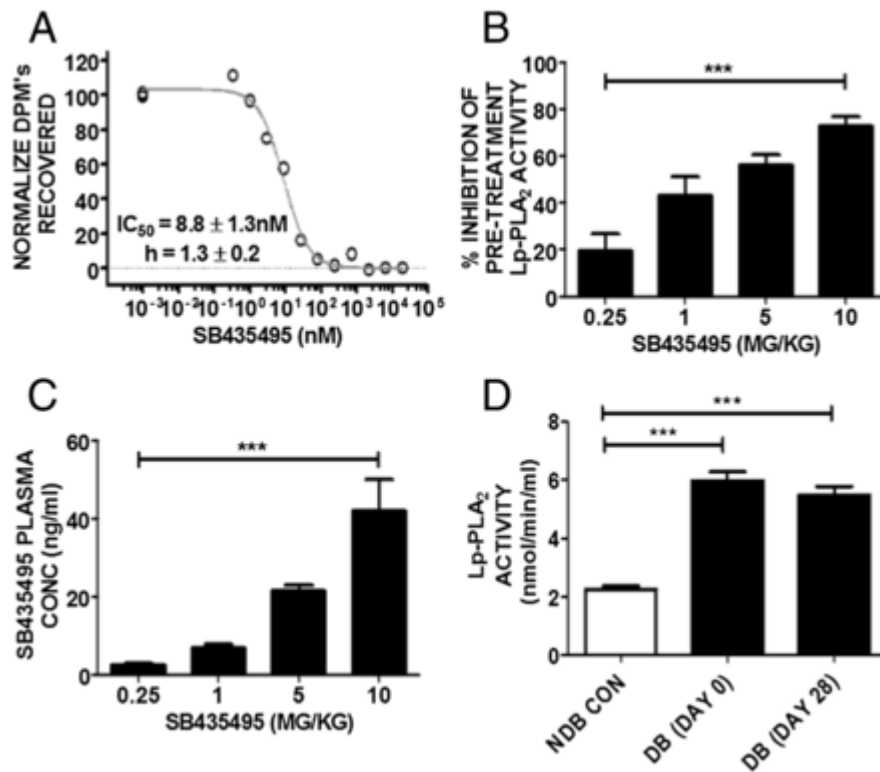 A
NORMALIZE DPM's
RECOVERED
120
100
80
60
40
20
0
IC₅₀ = 8.8 ± 1.3nM
h = 1.3 ± 0.2
10⁻³ 10⁻² 10⁻¹ 10⁰ 10¹ 10² 10³ 10⁴ 10⁵
SB435495 (nM)
B
% INHIBITION OF
PRE-TREATMENT
Lp-PLA₂ ACTIVITY
100
80
60
40
20
0
***
0.25 1 5 10
SB435495 (MG/KG)
C
SB435495 PLASMA
CONC (ng/ml)
60
40
20
0
***
0.25 1 5 10
SB435495 (MG/KG)
D
Lp-PLA₂
ACTIVITY
(nmol/min/ml)
8
6
4
2
0
***
***
NDB CON
DB (DAY 0)
DB (DAY 28)